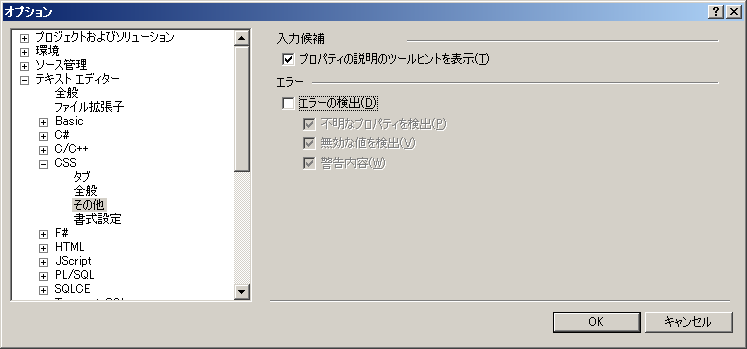 オプション
プロジェクトおよびソリューション
環境
ソース管理
テキスト エディター
全般
ファイル拡張子
Basic
C#
C/C++
CSS
タブ
全般
その他
書式設定
F#
HTML
JScript
PL/SQL
SQLCE
入力候補
プロパティの説明のツールヒントを表示(T)
エラー
エラーの検出(D)
不明なプロパティを検出(P)
無効な値を検出(V)
警告内容(W)
OK
キャンセル